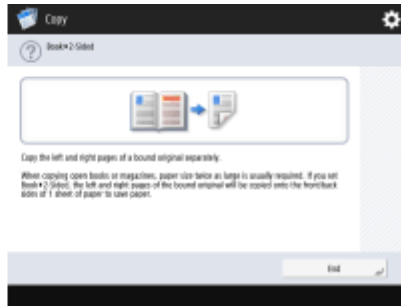 Copy
Book▸2-Sided
Copy the left and right pages of a bound original separately.
When copying open books or magazines, paper size twice as large is usually required. If you set
Book▸2-Sided, the left and right pages of the bound original will be copied onto the front/back
sides of 1 sheet of paper to save paper.
End